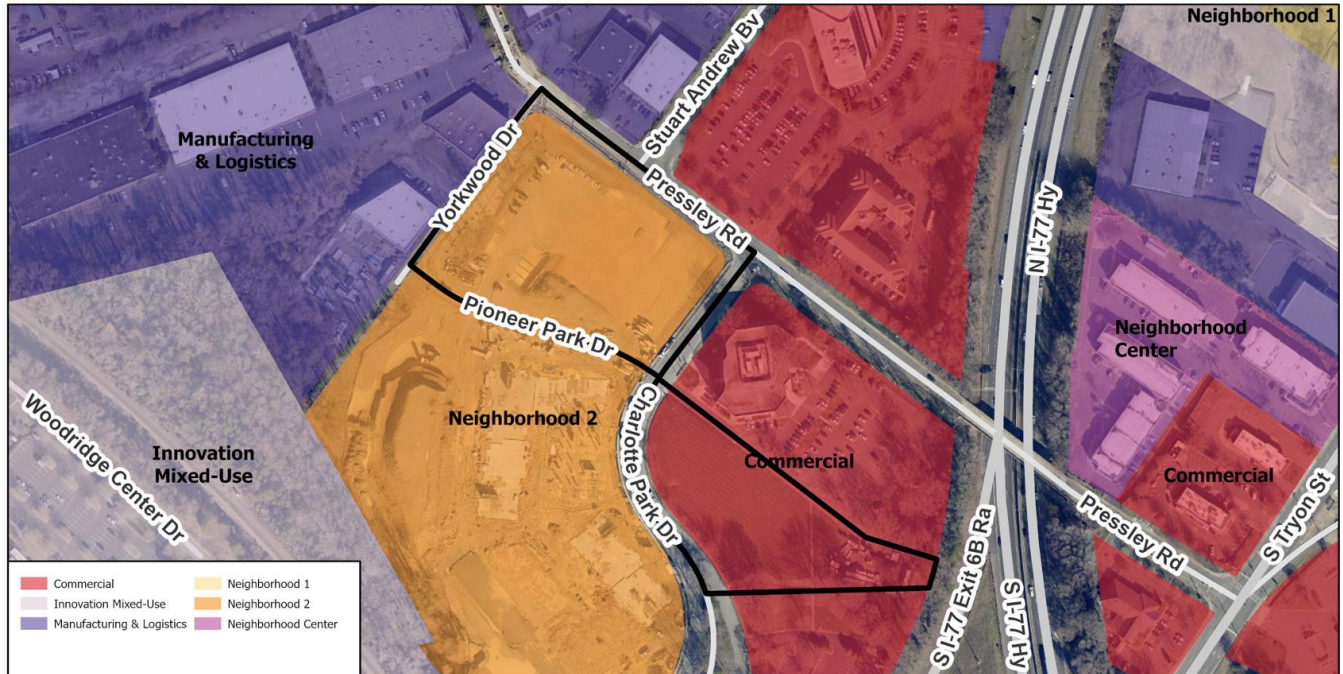 Neighborhood 1
Stuart Andrew Bv
Manufacturing
& Logistics
Yorkwood Dr
Pressley Rd
N I-77 Hy
Pioneer Park Dr
Neighborhood
Center
Charlotte Park Dr
Neighborhood 2
Woodridge Center Dr
Innovation
Mixed-Use
Commercial
Commercial
S I-77 Exit 6B Ra
S I-77 Hy
Pressley Rd
S Tryon St
Commercial
Innovation Mixed-Use
Manufacturing & Logistics
Neighborhood 1
Neighborhood 2
Neighborhood Center